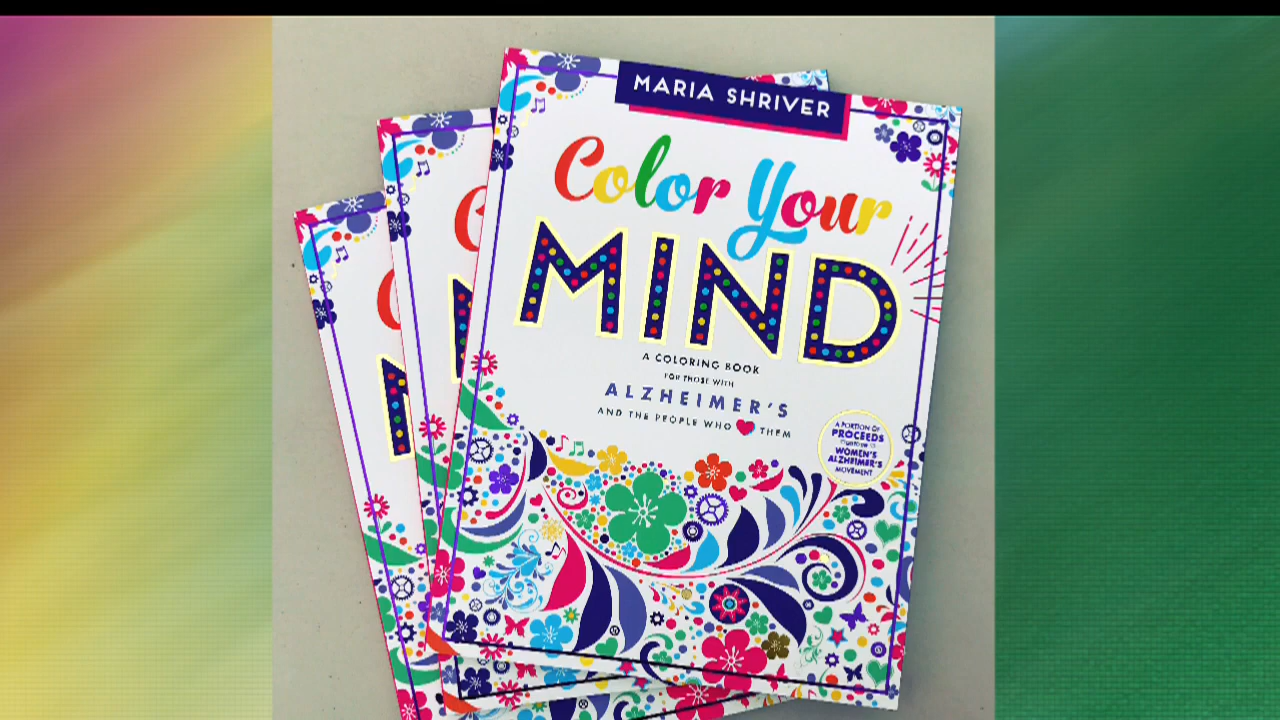 MARIA SHRIVER
Color Your
MIND
A COLORING BOOK
FOR THOSE WITH
ALZHEIMER'S
AND THE PEOPLE WHO THEM
A PORTION OF
PROCEEDS
WOMEN'S
ALZHEIMER'S
MOVEMENT